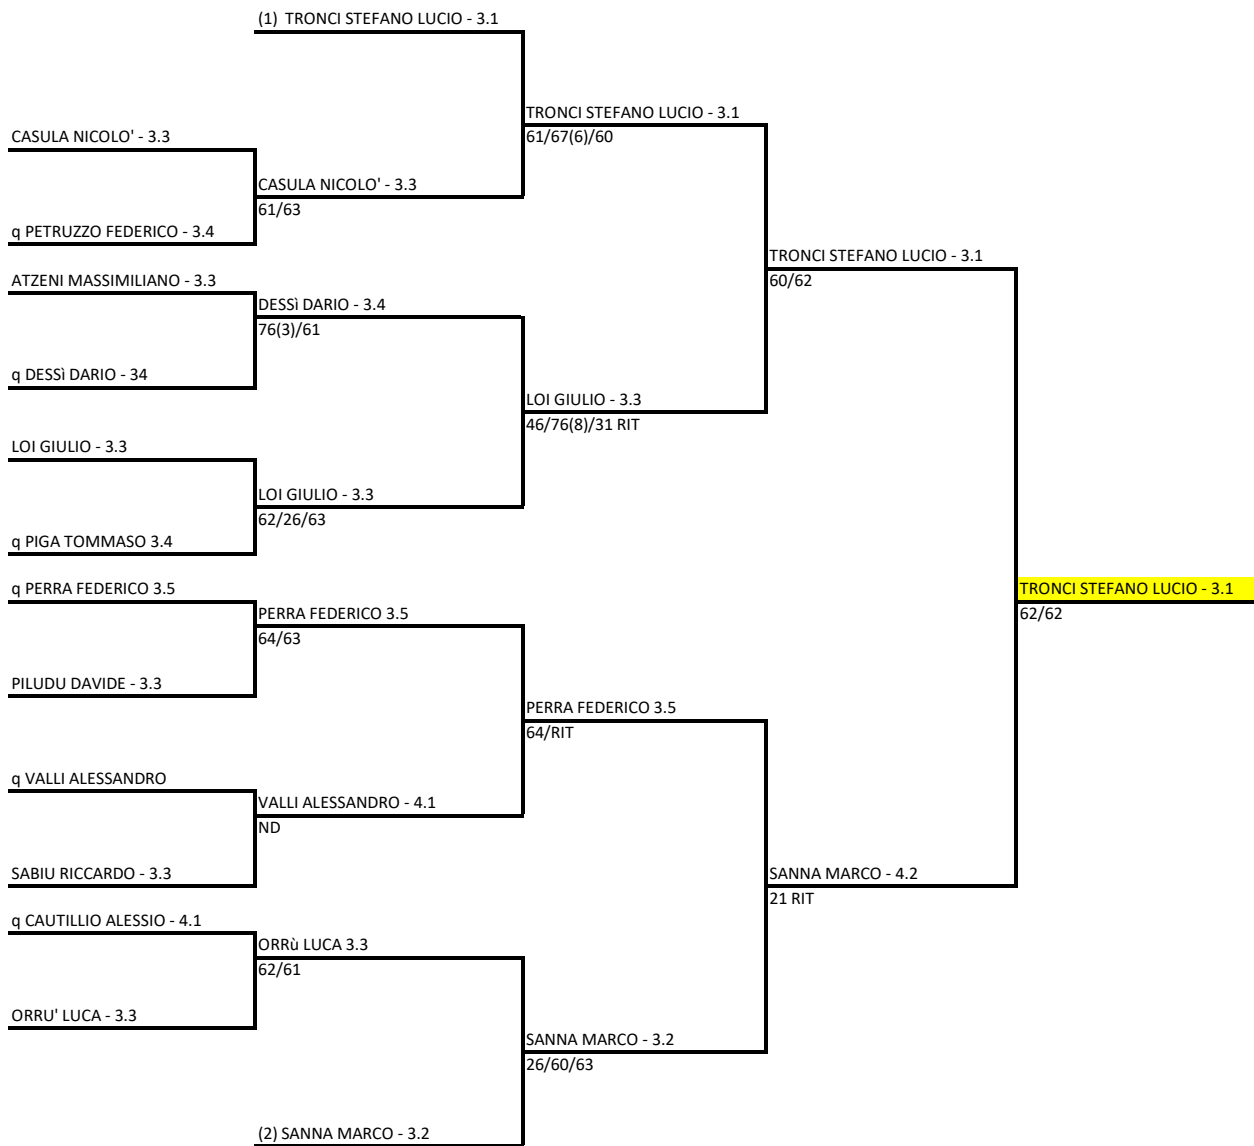 (1)  TRONCI STEFANO LUCIO - 3.1
TRONCI STEFANO LUCIO - 3.1
61/67(6)/60
CASULA NICOLO' - 3.3
CASULA NICOLO' - 3.3
61/63
q PETRUZZO FEDERICO - 3.4
TRONCI STEFANO LUCIO - 3.1
60/62
ATZENI MASSIMILIANO - 3.3
DESSì DARIO - 3.4
76(3)/61
q DESSì DARIO - 34
LOI GIULIO - 3.3
46/76(8)/31 RIT
LOI GIULIO - 3.3
LOI GIULIO - 3.3
62/26/63
q PIGA TOMMASO 3.4
q PERRA FEDERICO 3.5
TRONCI STEFANO LUCIO - 3.1
62/62
PERRA FEDERICO 3.5
64/63
PILUDU DAVIDE - 3.3
PERRA FEDERICO 3.5
64/RIT
q VALLI ALESSANDRO
VALLI ALESSANDRO - 4.1
ND
SABIU RICCARDO - 3.3
SANNA MARCO - 4.2
21 RIT
q CAUTILLIO ALESSIO - 4.1
ORRù LUCA 3.3
62/61
ORRU' LUCA - 3.3
SANNA MARCO - 3.2
26/60/63
(2) SANNA MARCO - 3.2